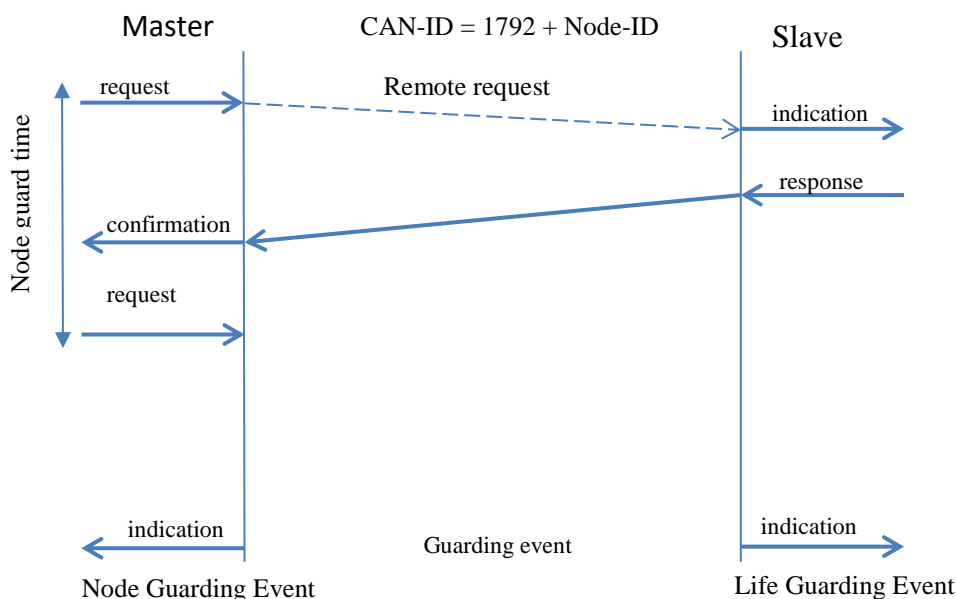 Master
CAN-ID = 1792 + Node-ID
Slave
request
Remote request
indication
response
Node guard time
confirmation
request
indication
Guarding event
indication
Node Guarding Event
Life Guarding Event